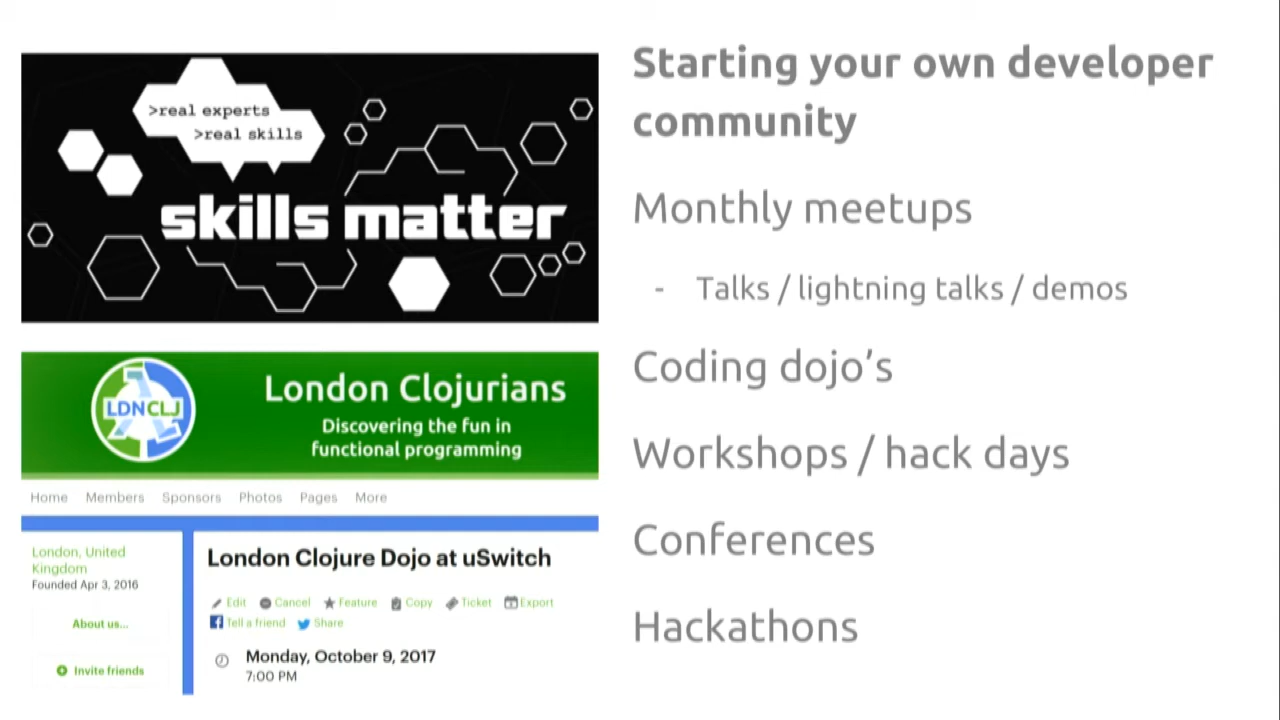 >real experts
>real skills
skills matter
LDNCLJ
London Clojurians
Discovering the fun in
functional programming
Home Members Sponsors Photos Pages More
London, United
Kingdom
Founded Apr 3, 2016
About us...
Invite friends
London Clojure Dojo at uSwitch
Edit Cancel Feature Copy Ticket Export
Tell a friend Share
Monday, October 9, 2017
7:00 PM
Starting your own developer
community
Monthly meetups
- Talks / lightning talks / demos
Coding dojo’s
Workshops / hack days
Conferences
Hackathons